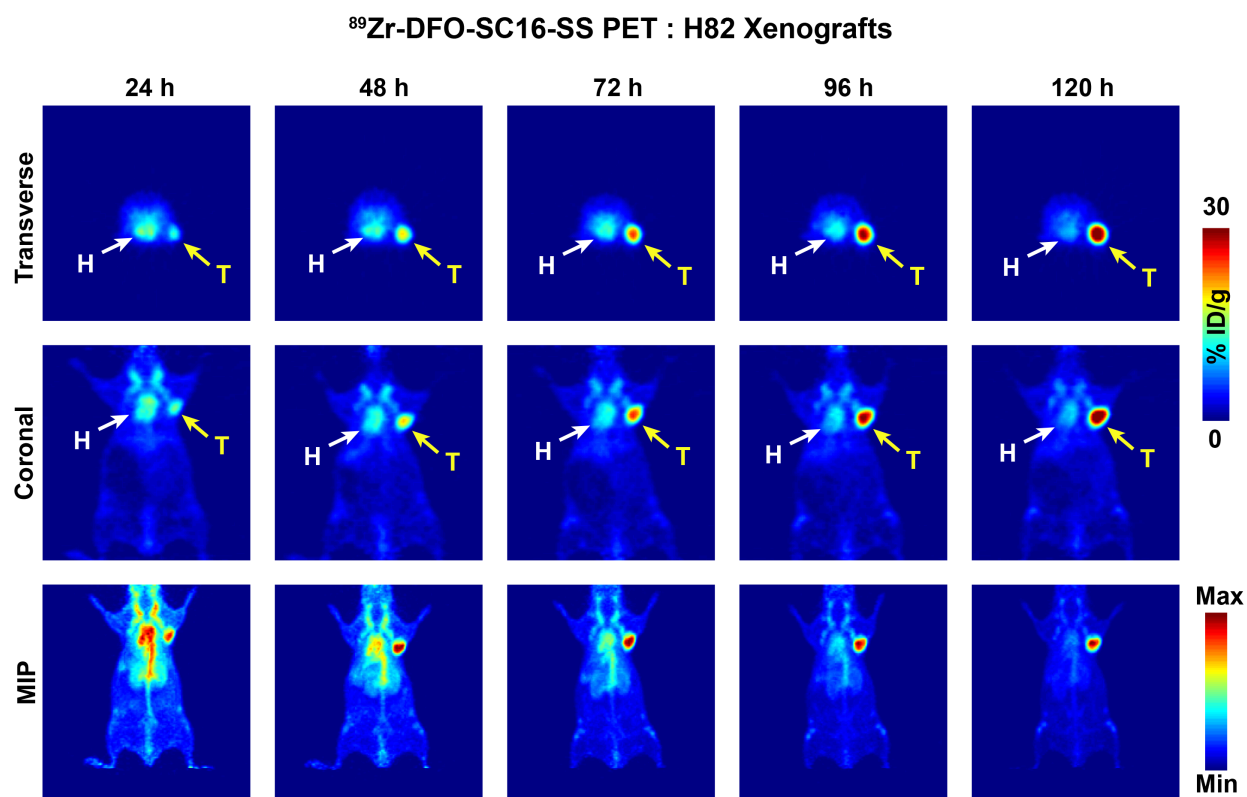 ⁸⁹Zr-DFO-SC16-SS PET : H82 Xenografts
24 h 48 h 72 h 96 h 120 h
Transverse
H T H T H T H T H T
30
% ID/g
0
Coronal
H T H T H T H T H T
MIP
Max
Min